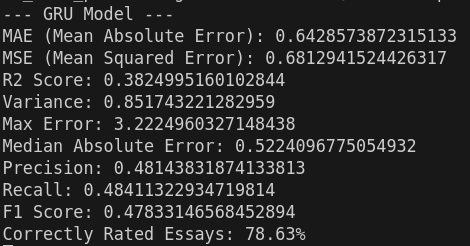 --- GRU Model ---
MAE (Mean Absolute Error): 0.6428573872315133
MSE (Mean Squared Error): 0.6812941524426317
R2 Score: 0.3824995160102844
Variance: 0.851743221282959
Max Error: 3.2224960327148438
Median Absolute Error: 0.5224096775054932
Precision: 0.48143831874133813
Recall: 0.48411322934719814
F1 Score: 0.47833146568452894
Correctly Rated Essays: 78.63%